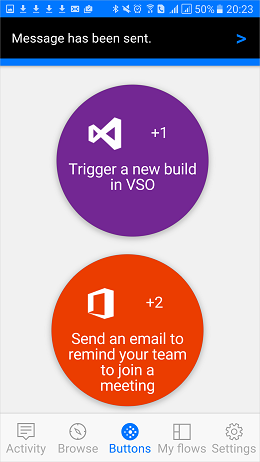 50% 20:23
Message has been sent. >
+1
Trigger a new build
in VSO
+2
Send an email to
remind your team
to join a
meeting
Activity Browse Buttons My flows Settings